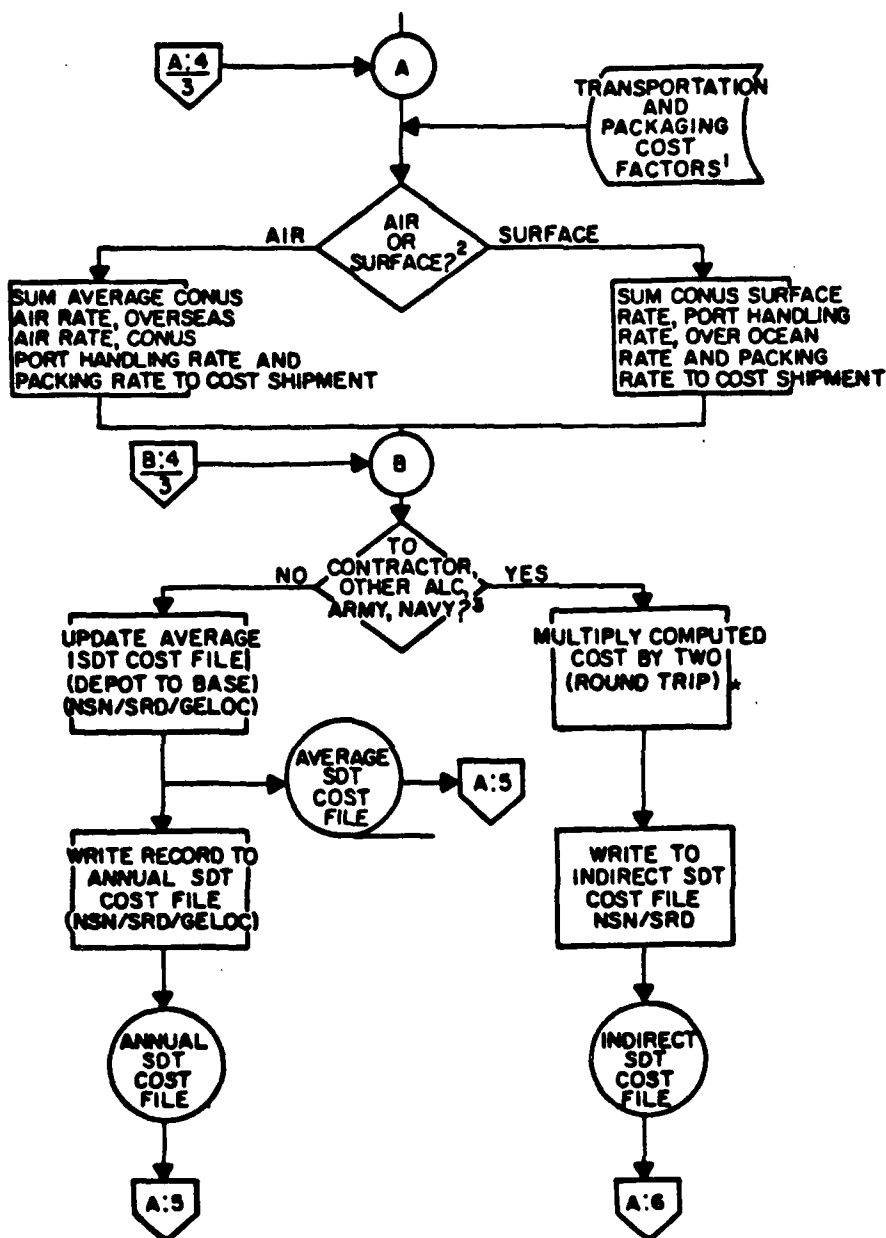 A:4
3
A
TRANSPORTATION
AND
PACKAGING
COST
FACTORS¹
AIR
OR
SURFACE?²
AIR
SURFACE
SUM AVERAGE CONUS
AIR RATE, OVERSEAS
AIR RATE, CONUS
PORT HANDLING RATE AND
PACKING RATE TO COST SHIPMENT
SUM CONUS SURFACE
RATE, PORT HANDLING
RATE, OVER OCEAN
RATE AND PACKING
RATE TO COST SHIPMENT
B:4
3
B
TO
CONTRACTOR,
OTHER ALC,
ARMY, NAVY?³
NO
YES
UPDATE AVERAGE
(SDT COST FILE)
(DEPOT TO BASE)
(NSN/SRD/GELOC)
MULTIPLY COMPUTED
COST BY TWO
(ROUND TRIP) *
AVERAGE
SDT
COST
FILE
A:5
WRITE RECORD TO
ANNUAL SDT
COST FILE
(NSN/SRD/GELOC)
WRITE TO
INDIRECT SDT
COST FILE
NSN/SRD
ANNUAL
SDT
COST
FILE
INDIRECT
SDT
COST
FILE
A:5
A:6